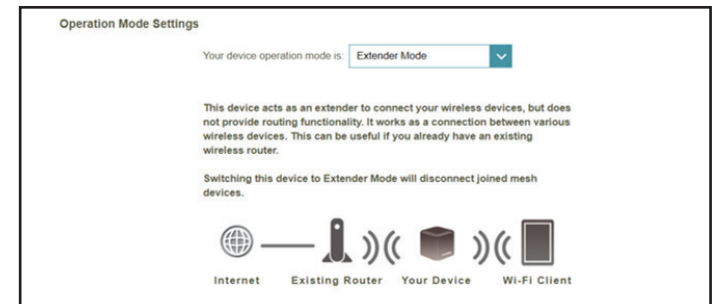 Operation Mode Settings
Your device operation mode is: Extender Mode
This device acts as an extender to connect your wireless devices, but does
not provide routing functionality. It works as a connection between various
wireless devices. This can be useful if you already have an existing
wireless router.
Switching this device to Extender Mode will disconnect joined mesh
devices.
Internet Existing Router Your Device Wi-Fi Client